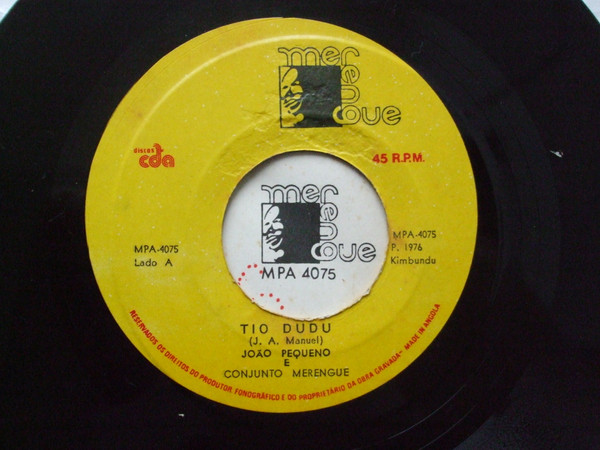 merengue
discos
cda
45 R.P.M.
merengue
MPA 4075
MPA-4075
Lado A
MPA-4075
P. 1976
Kimbundu
TIO DUDU
(J. A. Manuel)
JOÃO PEQUENO
E
CONJUNTO MERENGUE
RESERVADOS OS DIREITOS DO PRODUTOR FONOGRÁFICO E DO PROPRIETÁRIO DA OBRA GRAVADA - MADE IN ANGOLA